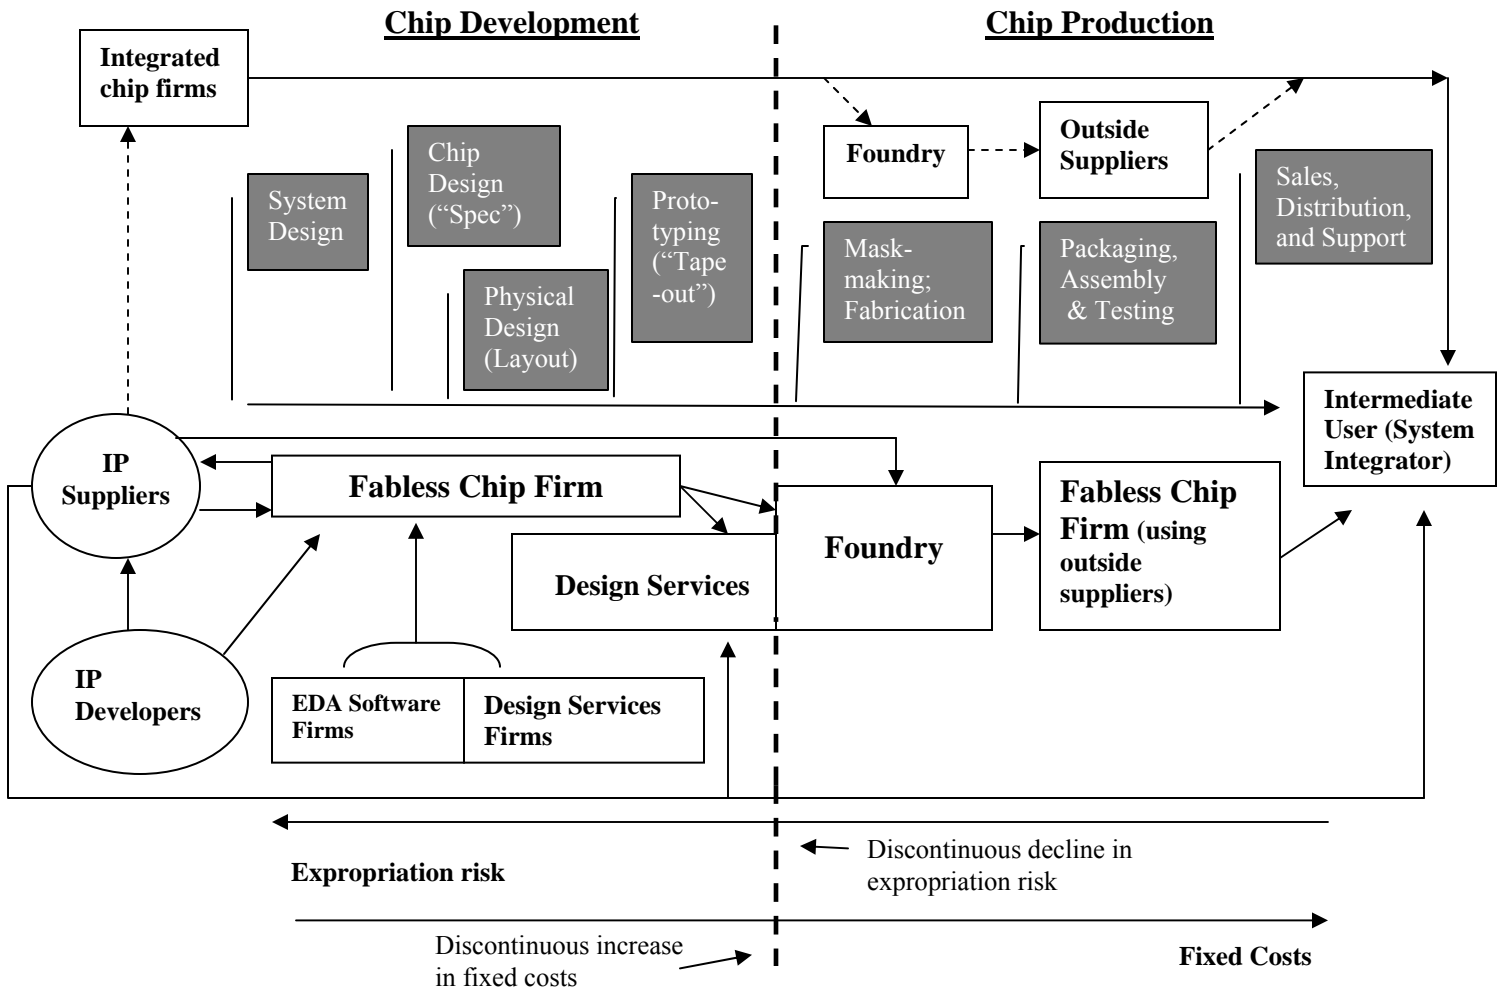 Chip Development
Chip Production
Integrated
chip firms
Foundry
Outside
Suppliers
System
Design
Chip
Design
(“Spec”)
Physical
Design
(Layout)
Proto-
typing
(“Tape
-out”)
Mask-
making;
Fabrication
Packaging,
Assembly
& Testing
Sales,
Distribution,
and Support
Intermediate
User (System
Integrator)
IP
Suppliers
Fabless Chip Firm
Design Services
Foundry
Fabless Chip
Firm (using
outside
suppliers)
IP
Developers
EDA Software
Firms
Design Services
Firms
Expropriation risk
Discontinuous decline in
expropriation risk
Discontinuous increase
in fixed costs
Fixed Costs